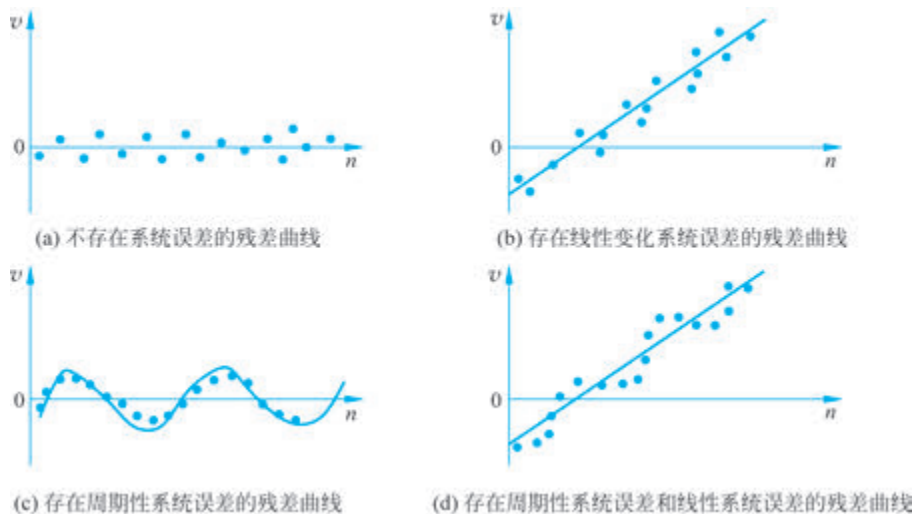 v
0
n
(a) 不存在系统误差的残差曲线
v
0
n
(b) 存在线性变化系统误差的残差曲线
v
0
n
(c) 存在周期性系统误差的残差曲线
v
0
n
(d) 存在周期性系统误差和线性系统误差的残差曲线